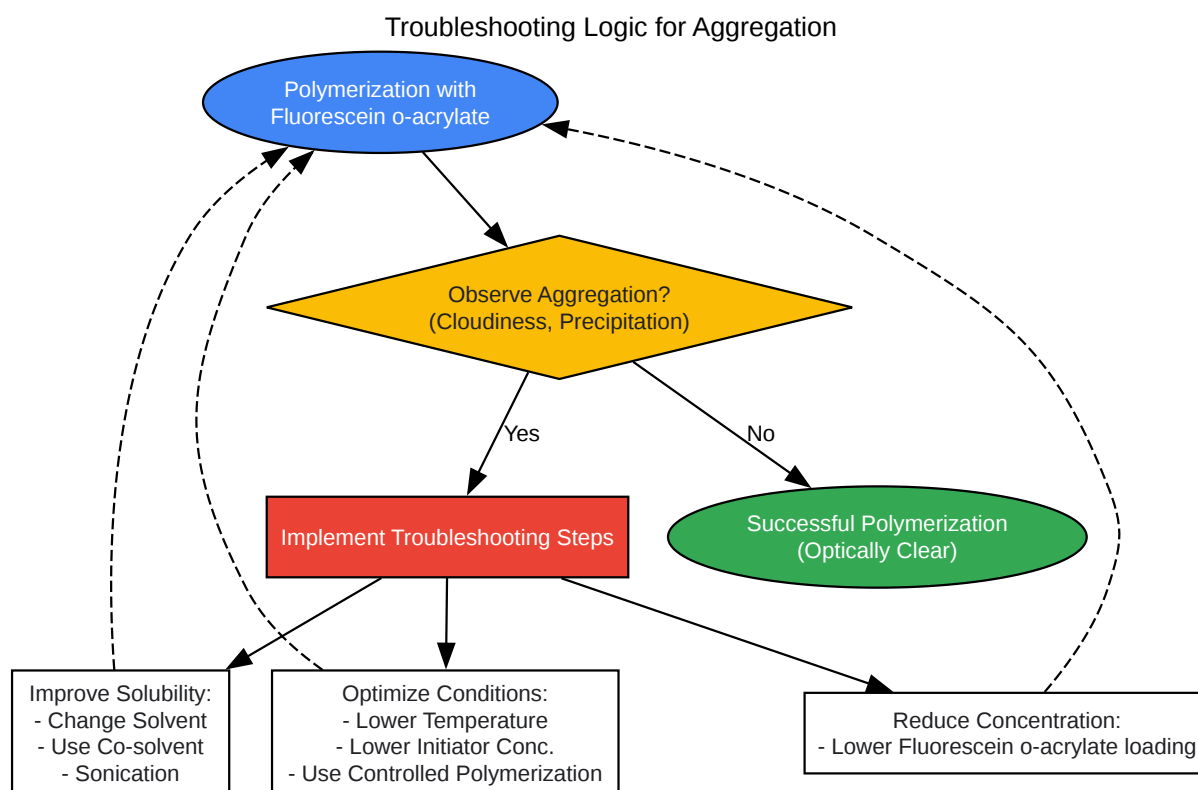 Troubleshooting Logic for Aggregation
Polymerization with
Fluorescein o-acrylate
Observe Aggregation?
(Cloudiness, Precipitation)
Yes
No
Implement Troubleshooting Steps
Successful Polymerization
(Optically Clear)
Improve Solubility:
- Change Solvent
- Use Co-solvent
- Sonication
Optimize Conditions:
- Lower Temperature
- Lower Initiator Conc.
- Use Controlled Polymerization
Reduce Concentration:
- Lower Fluorescein o-acrylate loading